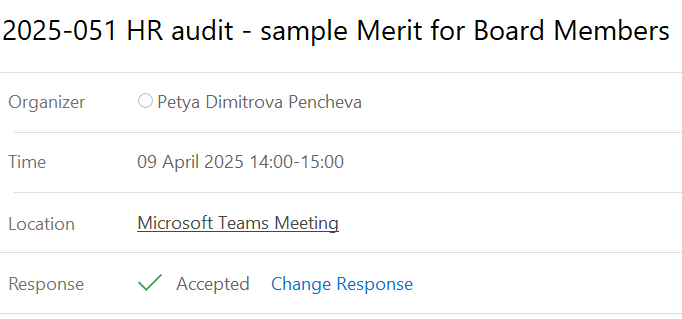 2025-051 HR audit - sample Merit for Board Members
Organizer Petya Dimitrova Pencheva
Time 09 April 2025 14:00-15:00
Location Microsoft Teams Meeting
Response Accepted Change Response